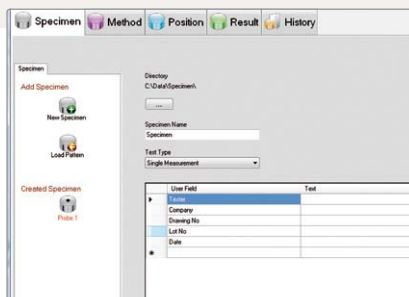 Specimen Method Position Result History
Specimen
Add Specimen
New Specimen
Load Pattern
Created Specimen
Probe 1
Directory
C:\Data\Specimen\
...
Specimen Name
Specimen
Test Type
Single Measurement
User Field Text
Tester
Company
Drawing No
Lot No
Date